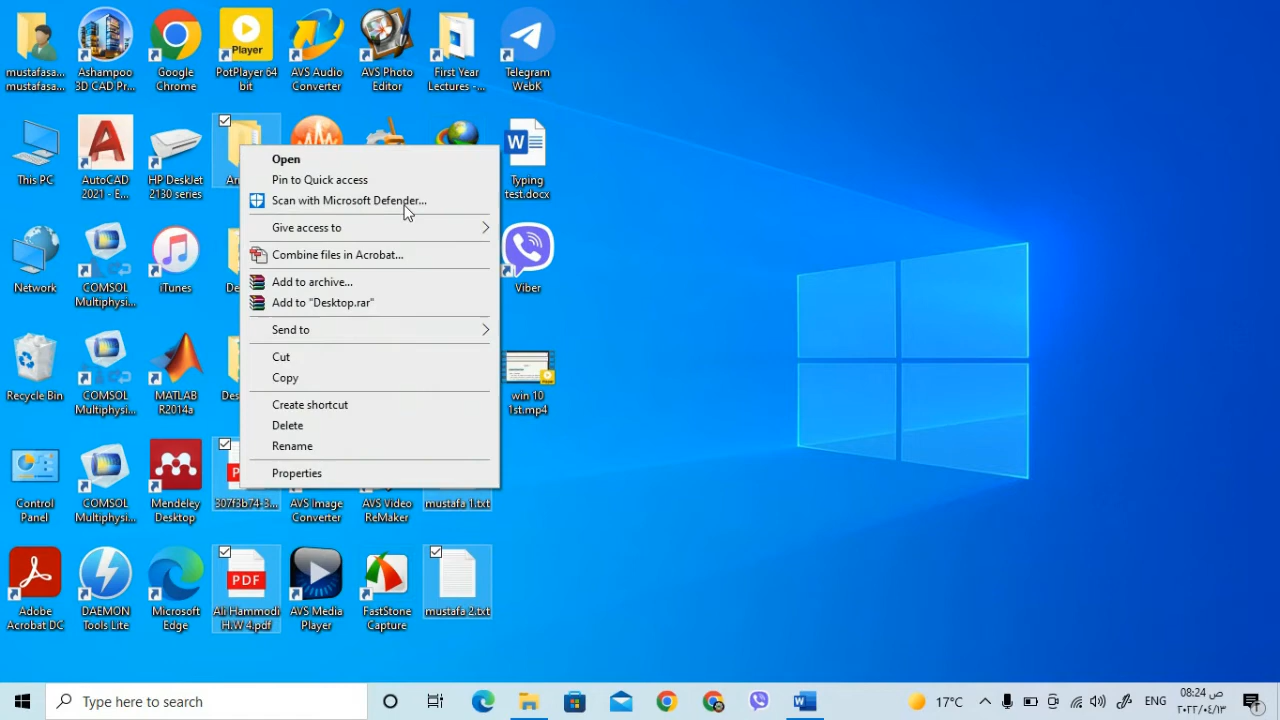 mustafasa...
mustafasa...
Ashampoo
3D CAD Pr...
Google
Chrome
Player
PotPlayer 64
bit
AVS Audio
Converter
AVS Photo
Editor
First Year
Lectures -...
Telegram
WebK
This PC
AutoCAD
2021 - E...
HP DeskJet
2130 series
Typing
test.docx
Network
COMSOL
Multiphysi...
iTunes
Viber
Recycle Bin
COMSOL
Multiphysi...
MATLAB
R2014a
win 10
1st.mp4
Open
Pin to Quick access
Scan with Microsoft Defender...
Give access to
Combine files in Acrobat...
Add to archive...
Add to "Desktop.rar"
Send to
Cut
Copy
Create shortcut
Delete
Rename
Properties
Control
Panel
COMSOL
Multiphysi...
Mendeley
Desktop
307f3b74-3...
AVS Image
Converter
AVS Video
ReMaker
mustafa 1.txt
Adobe
Acrobat DC
DAEMON
Tools Lite
Microsoft
Edge
PDF
Ali Hammodi
H.W 4.pdf
AVS Media
Player
FastStone
Capture
mustafa 2.txt
Type here to search
17°C
ENG
08:24 ص
٢٠٢٢/٠٤/١٣